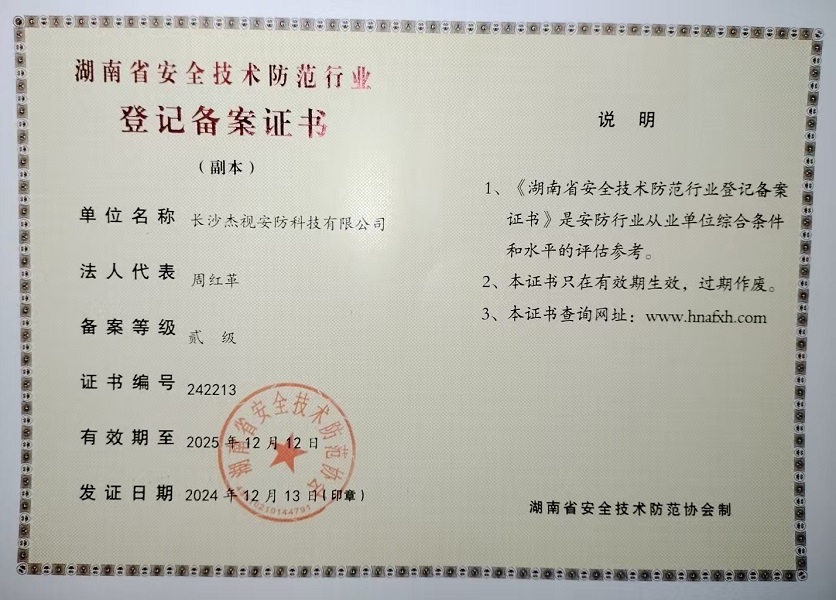 湖南省安全技术防范行业
登记备案证书
（副本）
单位名称 长沙杰视安防科技有限公司
法人代表 周红革
备案等级 贰 级
证书编号 242213
有效期至 2025 年 12 月 12 日
发证日期 2024 年 12 月 13 日(印章)
湖南省安全技术防范协会
说 明
1、《湖南省安全技术防范行业登记备案
证书》是安防行业从业单位综合条件
和水平的评估参考。
2、本证书只在有效期生效，过期作废。
3、本证书查询网址：www.hnafxh.com
湖南省安全技术防范协会制